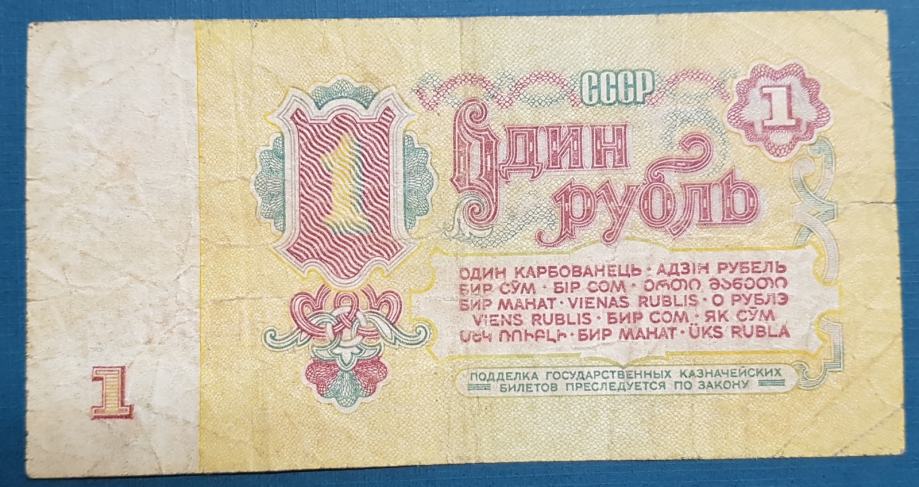 СССР
1
1
Один
рубль
ОДИН КАРБОВАНЕЦЬ · АДЗІН РУБЕЛЬ
БИР СЎМ · БІР СОМ · ᲔᲠᲗᲘ ᲛᲐᲜᲔᲗᲘ
БИР МАНАТ · VIENAS RUBLIS · О РУБЛЭ
VIENS RUBLIS · БИР СОМ · ЯК СӮМ
ՄԵԿ ՌՈՒԲԼԻ · БИР МАНАТ · ÜKS RUBLA
ПОДДЕЛКА ГОСУДАРСТВЕННЫХ КАЗНАЧЕЙСКИХ
БИЛЕТОВ ПРЕСЛЕДУЕТСЯ ПО ЗАКОНУ
1